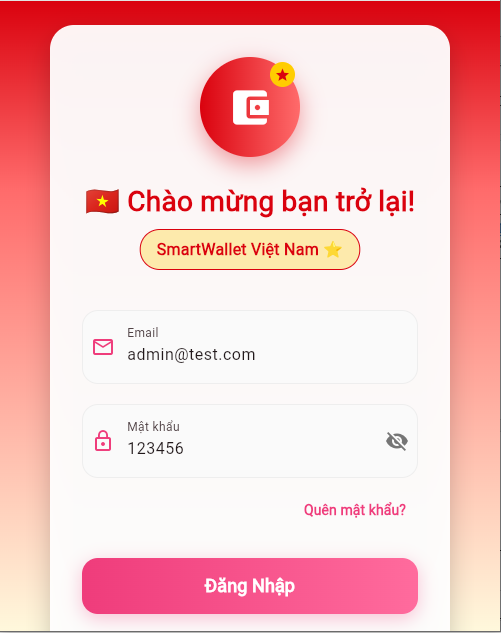 🇻🇳 Chào mừng bạn trở lại!
SmartWallet Việt Nam ⭐
Email
admin@test.com
Mật khẩu
123456
Quên mật khẩu?
Đăng Nhập